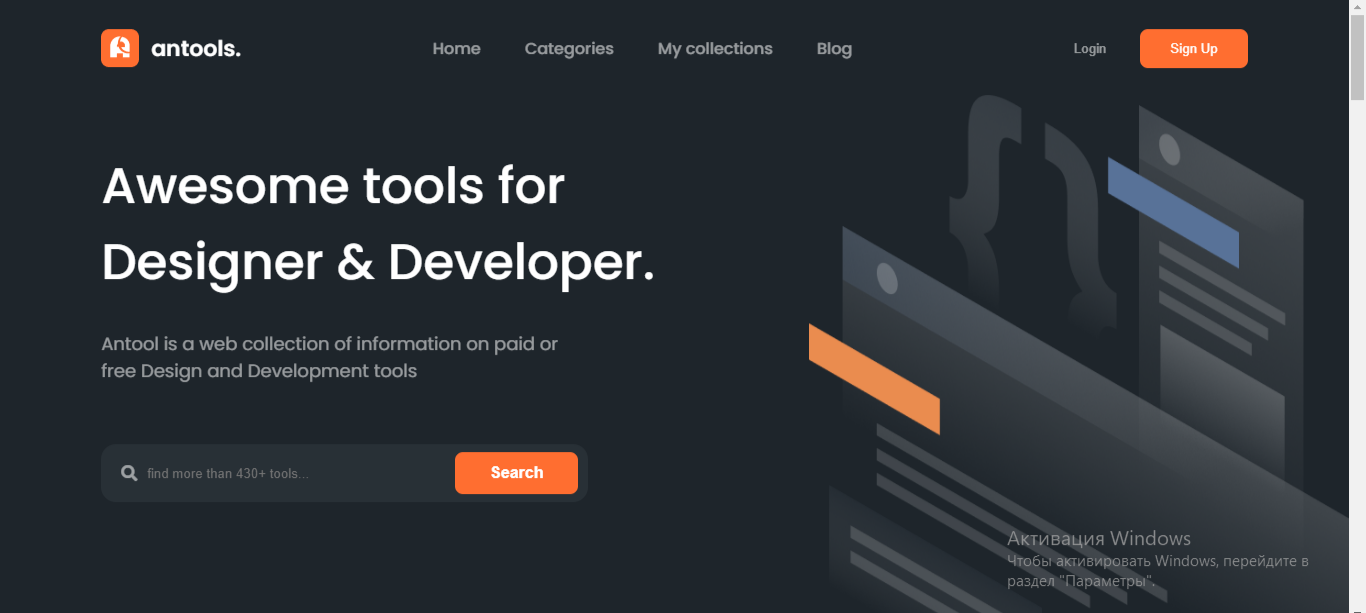 antools.
Home
Categories
My collections
Blog
Login
Sign Up
Awesome tools for
Designer & Developer.
Antool is a web collection of information on paid or
free Design and Development tools
find more than 430+ tools...
Search
Активация Windows
Чтобы активировать Windows, перейдите в
раздел "Параметры".